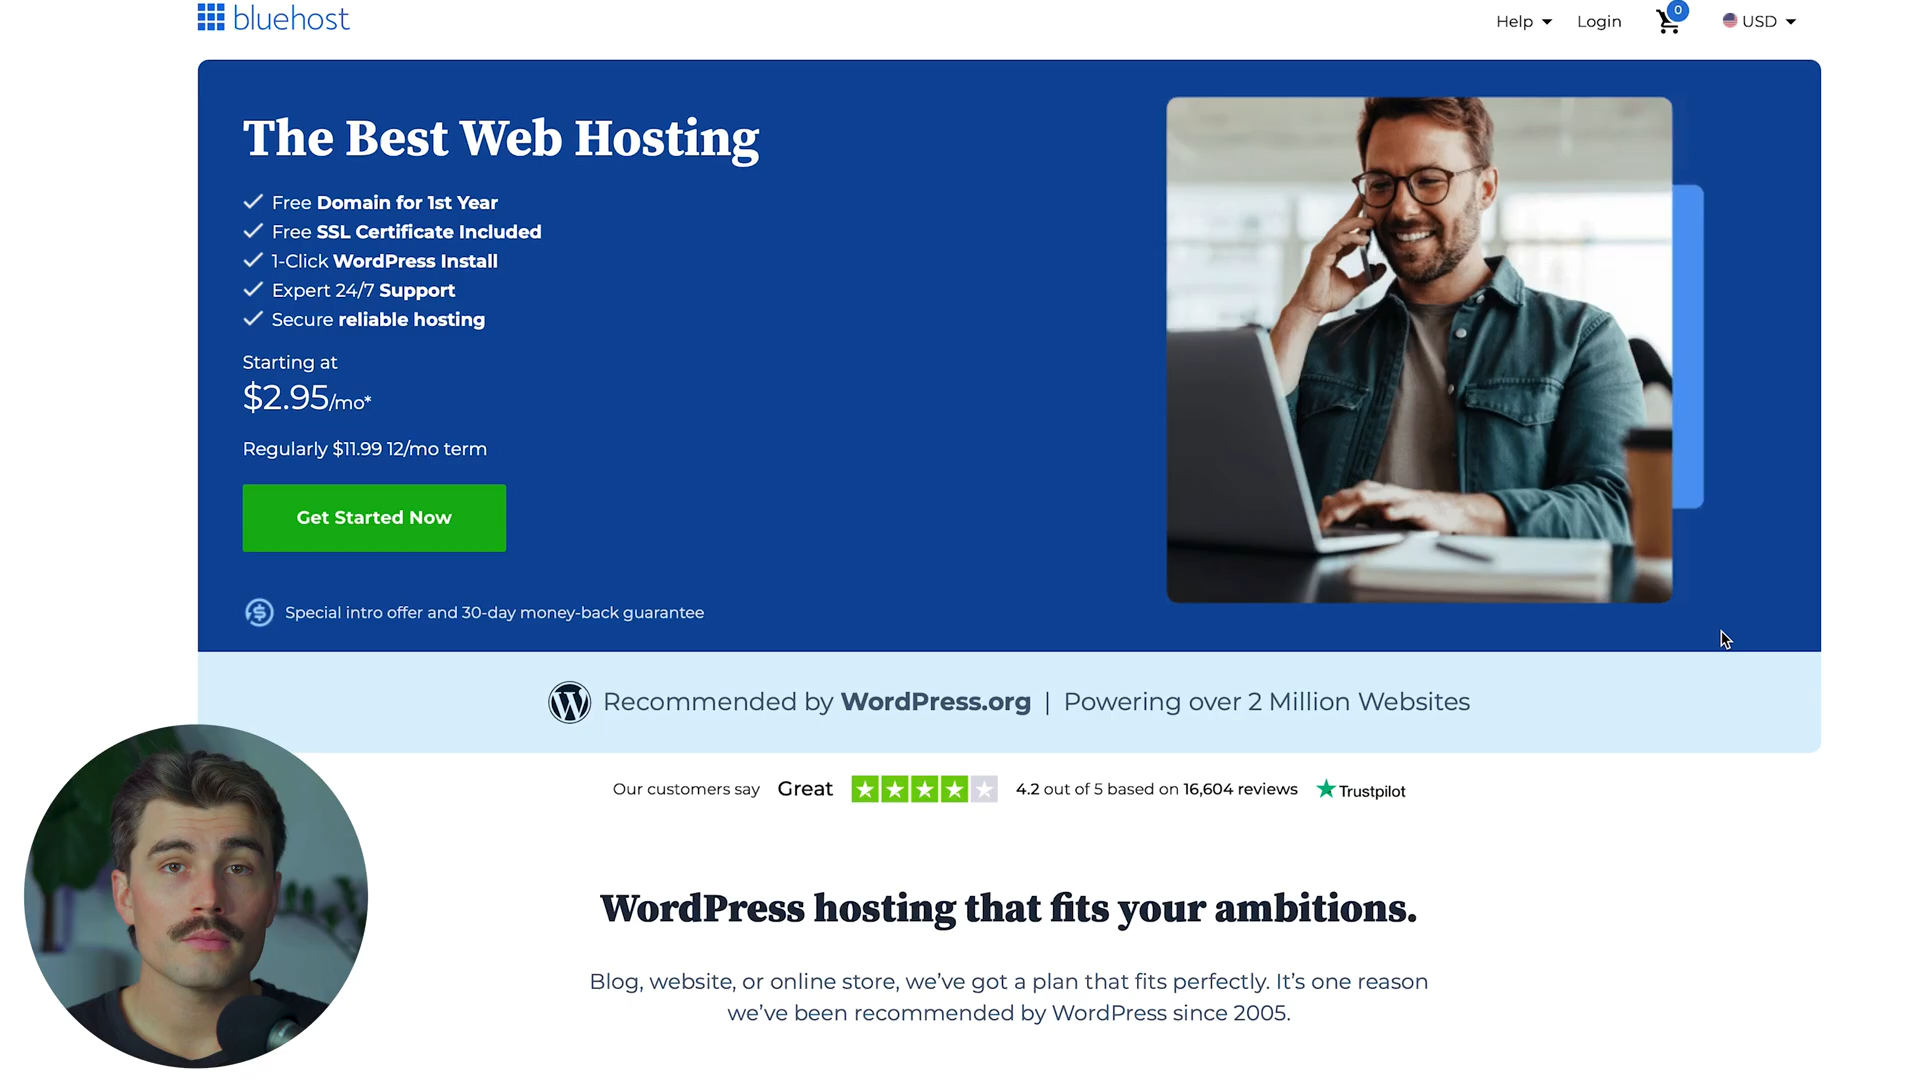 bluehost
Help
Login
0
USD
The Best Web Hosting
Free Domain for 1st Year
Free SSL Certificate Included
1-Click WordPress Install
Expert 24/7 Support
Secure reliable hosting
Starting at
$2.95/mo*
Regularly $11.99 12/mo term
Get Started Now
Special intro offer and 30-day money-back guarantee
Recommended by WordPress.org | Powering over 2 Million Websites
Our customers say Great 4.2 out of 5 based on 16,604 reviews Trustpilot
WordPress hosting that fits your ambitions.
Blog, website, or online store, we’ve got a plan that fits perfectly. It’s one reason
we’ve been recommended by WordPress since 2005.